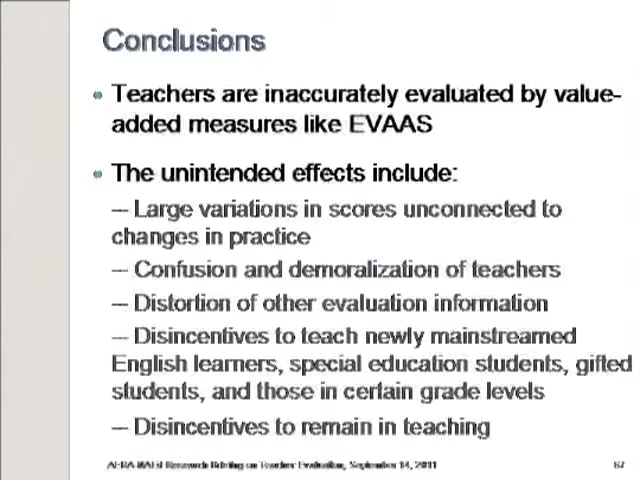 Conclusions
Teachers are inaccurately evaluated by value-
added measures like EVAAS
The unintended effects include:
– Large variations in scores unconnected to
changes in practice
– Confusion and demoralization of teachers
– Distortion of other evaluation information
– Disincentives to teach newly mainstreamed
English learners, special education students, gifted
students, and those in certain grade levels
– Disincentives to remain in teaching
Research Briefing on Teacher Evaluation, September 14, 2011